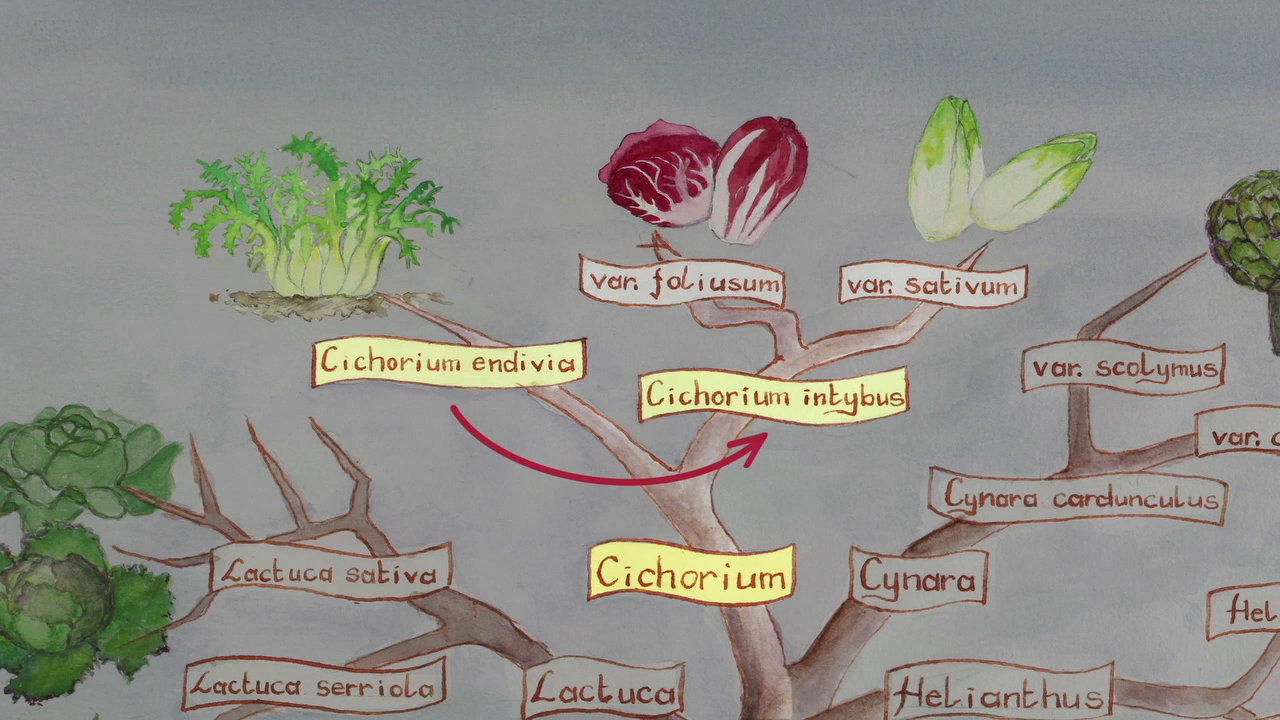 var. foliusum
var. sativum
Cichorium endivia
var. scolymus
Cichorium intybus
var.
Cynara cardunculus
Lactuca sativa
Cichorium
Cynara
Lactuca serriola
Lactuca
Helianthus